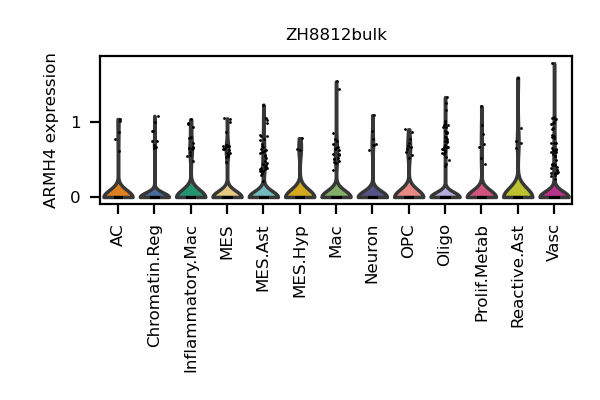 ZH8812bulk
ARMH4 expression
1
0
AC
Chromatin.Reg
Inflammatory.Mac
MES
MES.Ast
MES.Hyp
Mac
Neuron
OPC
Oligo
Prolif.Metab
Reactive.Ast
Vasc